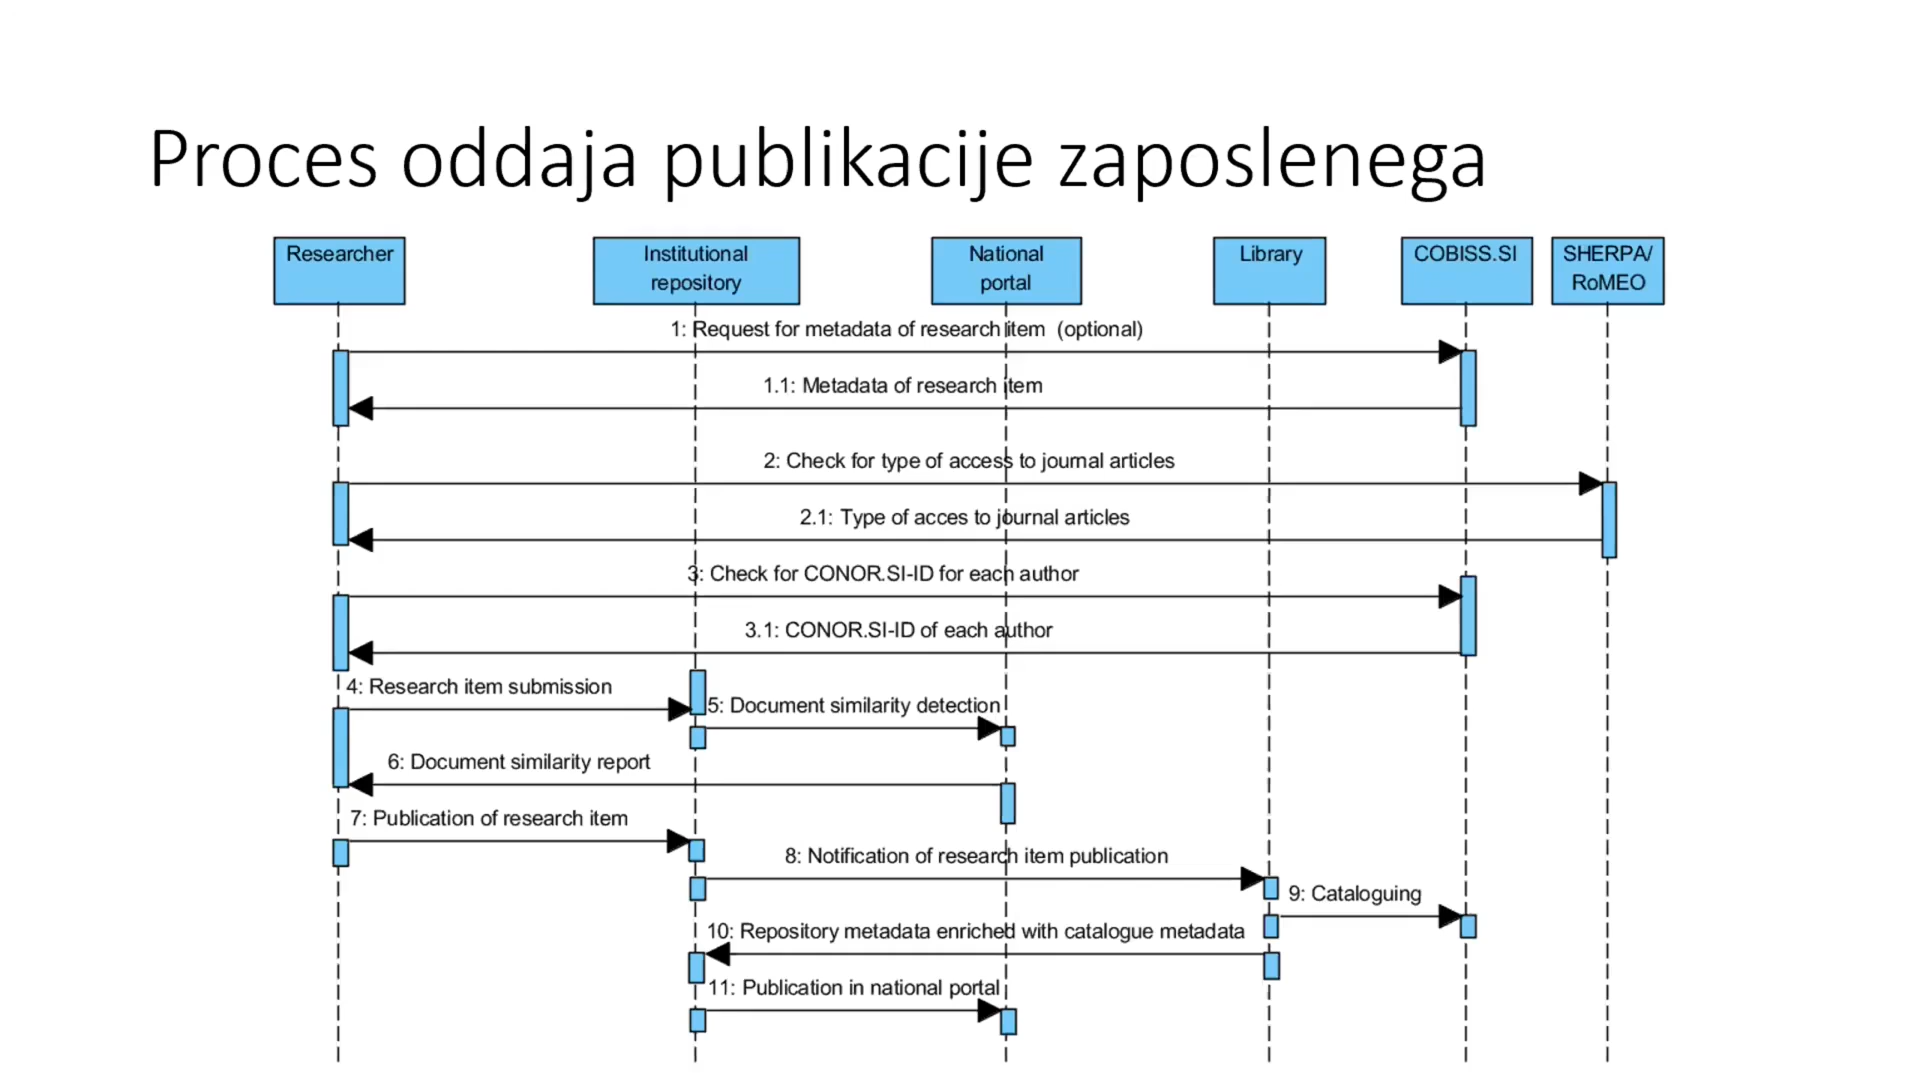 Proces oddaja publikacije zaposlenega
Researcher
Institutional
repository
National
portal
Library
COBISS.SI
SHERPA/
RoMEO
1: Request for metadata of research item (optional)
1.1: Metadata of research item
2: Check for type of access to journal articles
2.1: Type of acces to journal articles
3: Check for CONOR.SI-ID for each author
3.1: CONOR.SI-ID of each author
4: Research item submission
5: Document similarity detection
6: Document similarity report
7: Publication of research item
8: Notification of research item publication
9: Cataloguing
10: Repository metadata enriched with catalogue metadata
11: Publication in national portal